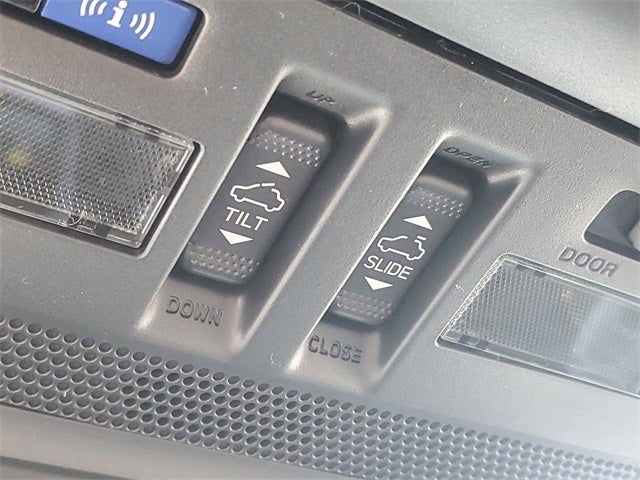 i
UP
TILT
DOWN
OPEN
SLIDE
CLOSE
DOOR